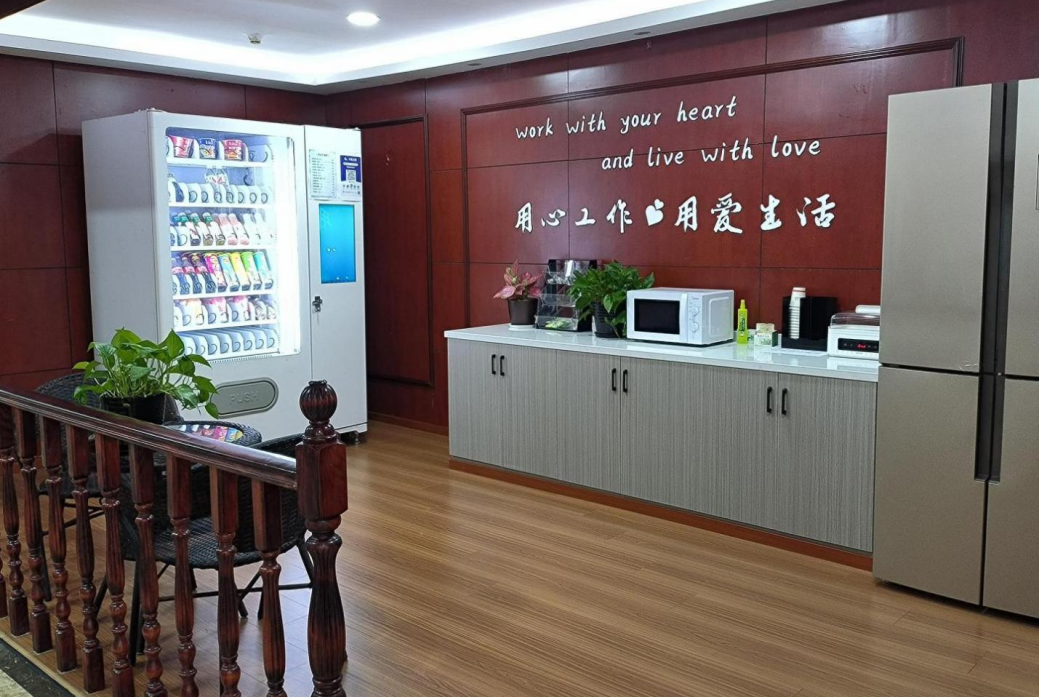 work with your heart
and live with love
用心工作 用爱生活
PUSH